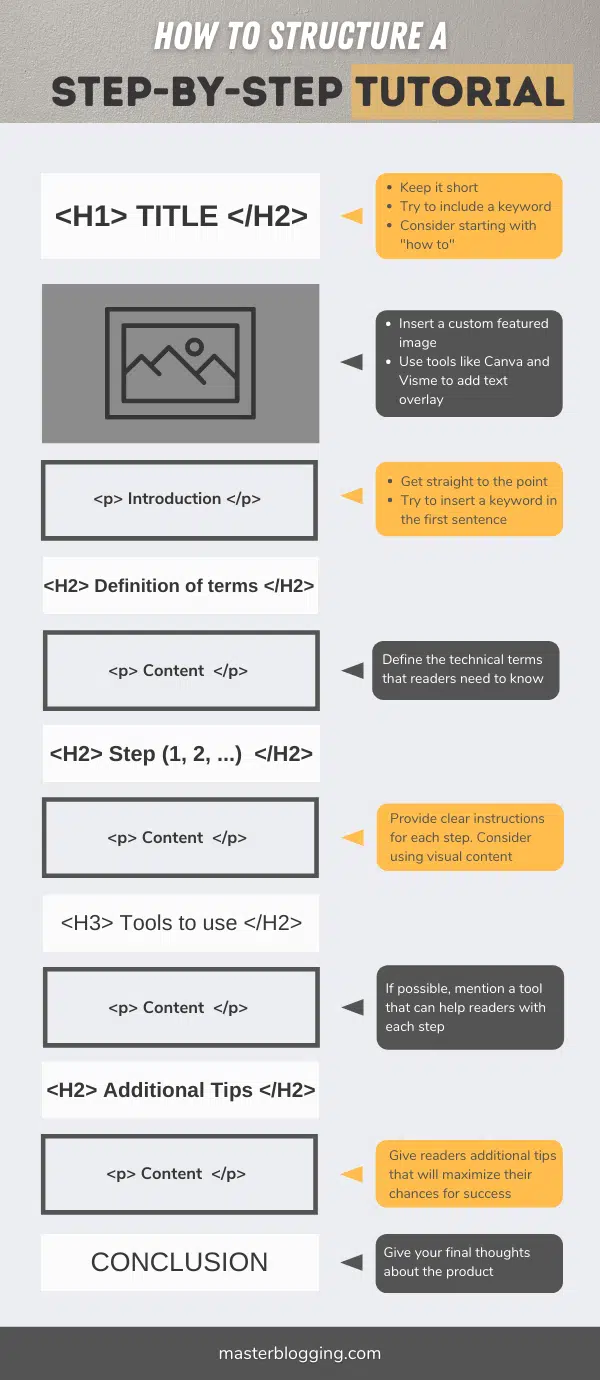 HOW TO STRUCTURE A
STEP-BY-STEP TUTORIAL
<H1> TITLE </H2>
• Keep it short
• Try to include a keyword
• Consider starting with
"how to"
• Insert a custom featured
image
• Use tools like Canva and
Visme to add text
overlay
<p> Introduction </p>
• Get straight to the point
• Try to insert a keyword in
the first sentence
<H2> Definition of terms </H2>
<p> Content </p>
Define the technical terms
that readers need to know
<H2> Step (1, 2, ...) </H2>
<p> Content </p>
Provide clear instructions
for each step. Consider
using visual content
<H3> Tools to use </H2>
<p> Content </p>
If possible, mention a tool
that can help readers with
each step
<H2> Additional Tips </H2>
<p> Content </p>
Give readers additional tips
that will maximize their
chances for success
CONCLUSION
Give your final thoughts
about the product
masterblogging.com